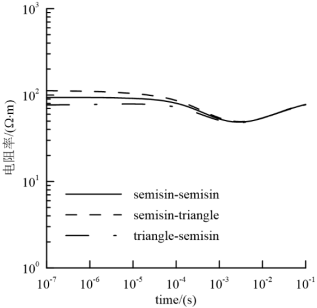 10³
10²
10¹
10⁰
电阻率/(Ω·m)
semisin-semisin
semisin-triangle
triangle-semisin
10⁻⁷ 10⁻⁶ 10⁻⁵ 10⁻⁴ 10⁻³ 10⁻² 10⁻¹
time/(s)